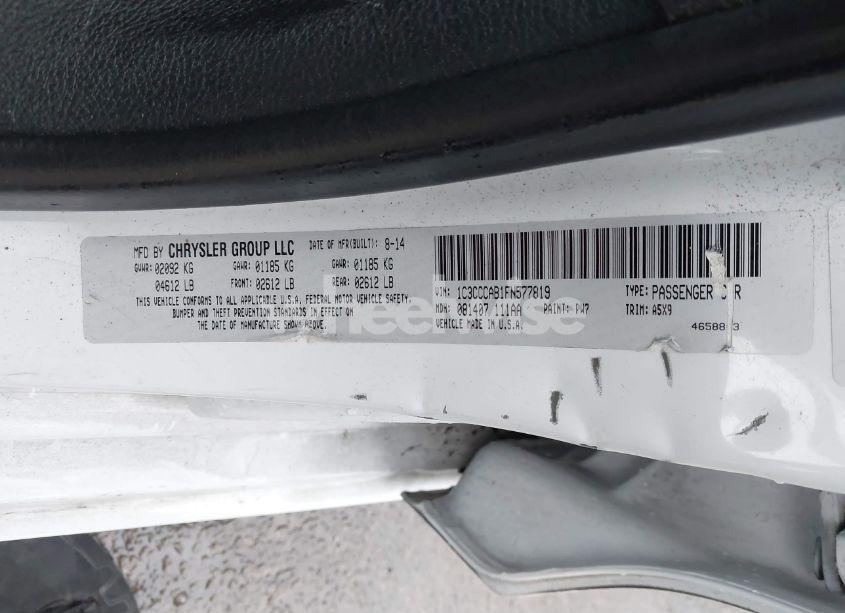 MFD BY CHRYSLER GROUP LLC DATE OF MFR(BUILT): 8-14
GVWR: 02092 KG GAWR: 01185 KG GAWR: 01185 KG
04612 LB FRONT: 02612 LB REAR: 02612 LB
THIS VEHICLE CONFORMS TO ALL APPLICABLE U.S.A. FEDERAL MOTOR VEHICLE SAFETY,
BUMPER AND THEFT PREVENTION STANDARDS IN EFFECT ON
THE DATE OF MANUFACTURE SHOWN ABOVE.
VIN: 1C3CCCAB1FN577819 TYPE: PASSENGER
MDH: 081407 111AA PAINT: PW7 TRIM: A5X9
VEHICLE MADE IN U.S.A.